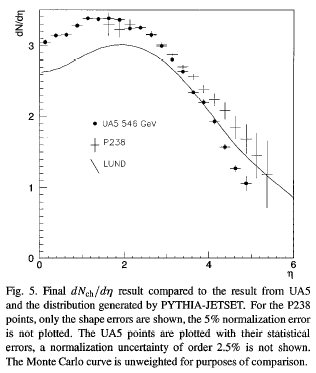 dN/dη
3
2
1
0
UA5 546 GeV
P238
LUND
0 2 4 6
η
Fig. 5. Final dN_ch/dη result compared to the result from UA5
and the distribution generated by PYTHIA-JETSET. For the P238
points, only the shape errors are shown, the 5% normalization error
is not plotted. The UA5 points are plotted with their statistical
errors, a normalization uncertainty of order 2.5% is not shown.
The Monte Carlo curve is unweighted for purposes of comparison.